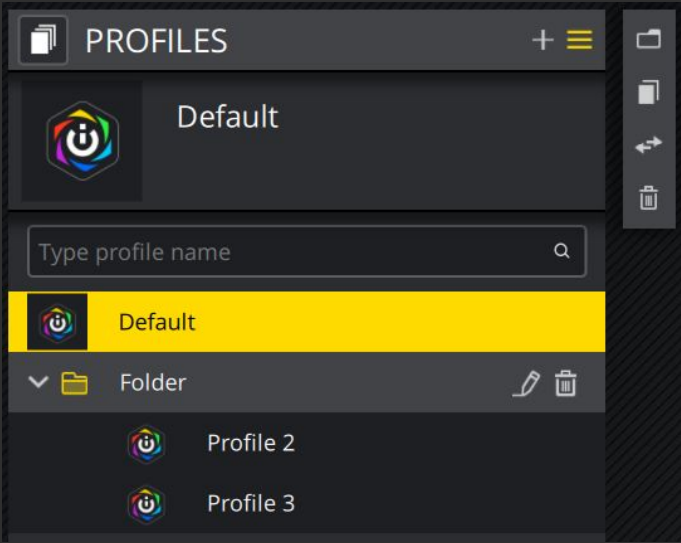 PROFILES
Default
Type profile name
Default
Folder
Profile 2
Profile 3